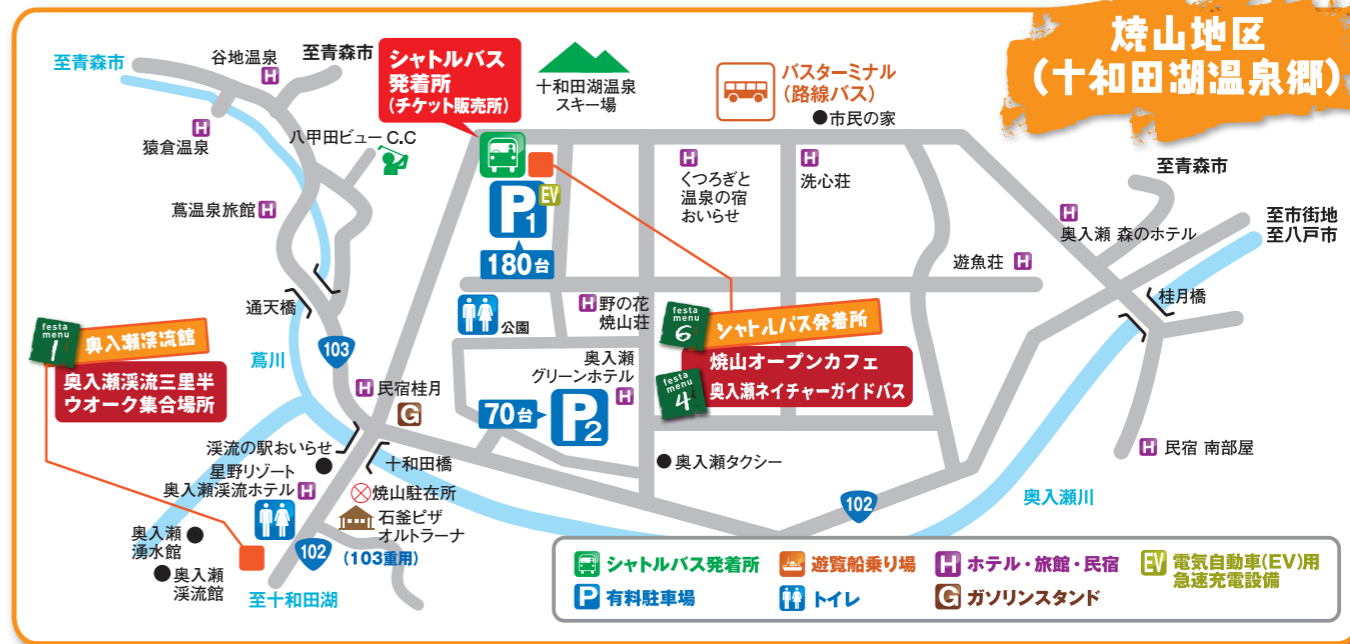 焼山地区
(十和田湖温泉郷)
至青森市
谷地温泉
H
至青森市
シャトルバス
発着所
(チケット販売所)
十和田湖温泉
スキー場
バスターミナル
(路線バス)
●市民の家
H
猿倉温泉
八甲田ビューC.C
蔦温泉旅館 H
P1
EV
180台
H
くつろぎと
温泉の宿
おいらせ
H
洗心荘
至青森市
H
奥入瀬 森のホテル
至市街地
至八戸市
遊魚荘 H
桂月橋
通天橋
公園
H 野の花
焼山荘
festa
menu
6
シャトルバス発着所
焼山オープンカフェ
festa
menu
4
奥入瀬ネイチャーガイドバス
festa
menu
1
奥入瀬渓流館
奥入瀬渓流三里半
ウオーク集合場所
蔦川
103
H 民宿桂月
G
奥入瀬
グリーンホテル
H
70台
P2
渓流の駅おいらせ
星野リゾート
奥入瀬渓流ホテル H
十和田橋
焼山駐在所
石釜ピザ
オルトラーナ
●奥入瀬タクシー
H 民宿 南部屋
奥入瀬川
102
奥入瀬
湧水館
●奥入瀬
渓流館
102
(103重用)
至十和田湖
シャトルバス発着所
遊覧船乗り場
H ホテル・旅館・民宿
EV 電気自動車(EV)用
急速充電設備
P 有料駐車場
トイレ
G ガソリンスタンド